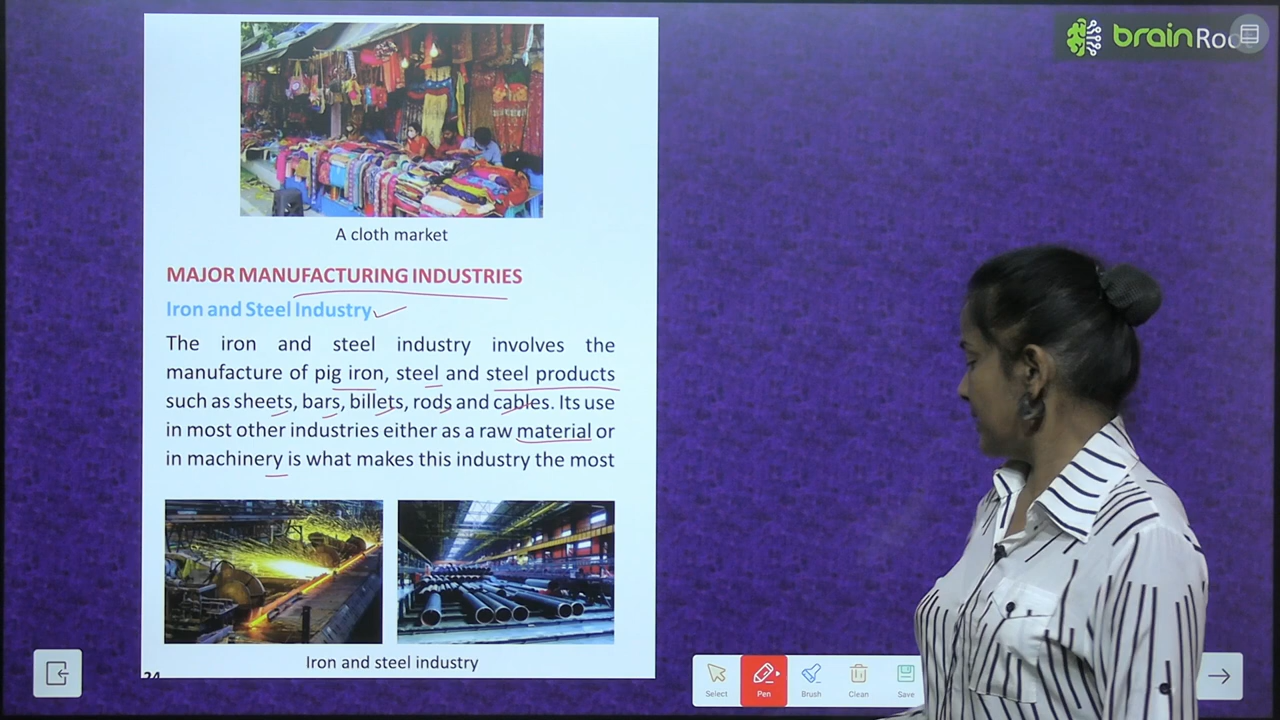 brainRoo
A cloth market
MAJOR MANUFACTURING INDUSTRIES
Iron and Steel Industry
The iron and steel industry involves the
manufacture of pig iron, steel and steel products
such as sheets, bars, billets, rods and cables. Its use
in most other industries either as a raw material or
in machinery is what makes this industry the most
Iron and steel industry
24
Select
Pen
Brush
Clean
Save